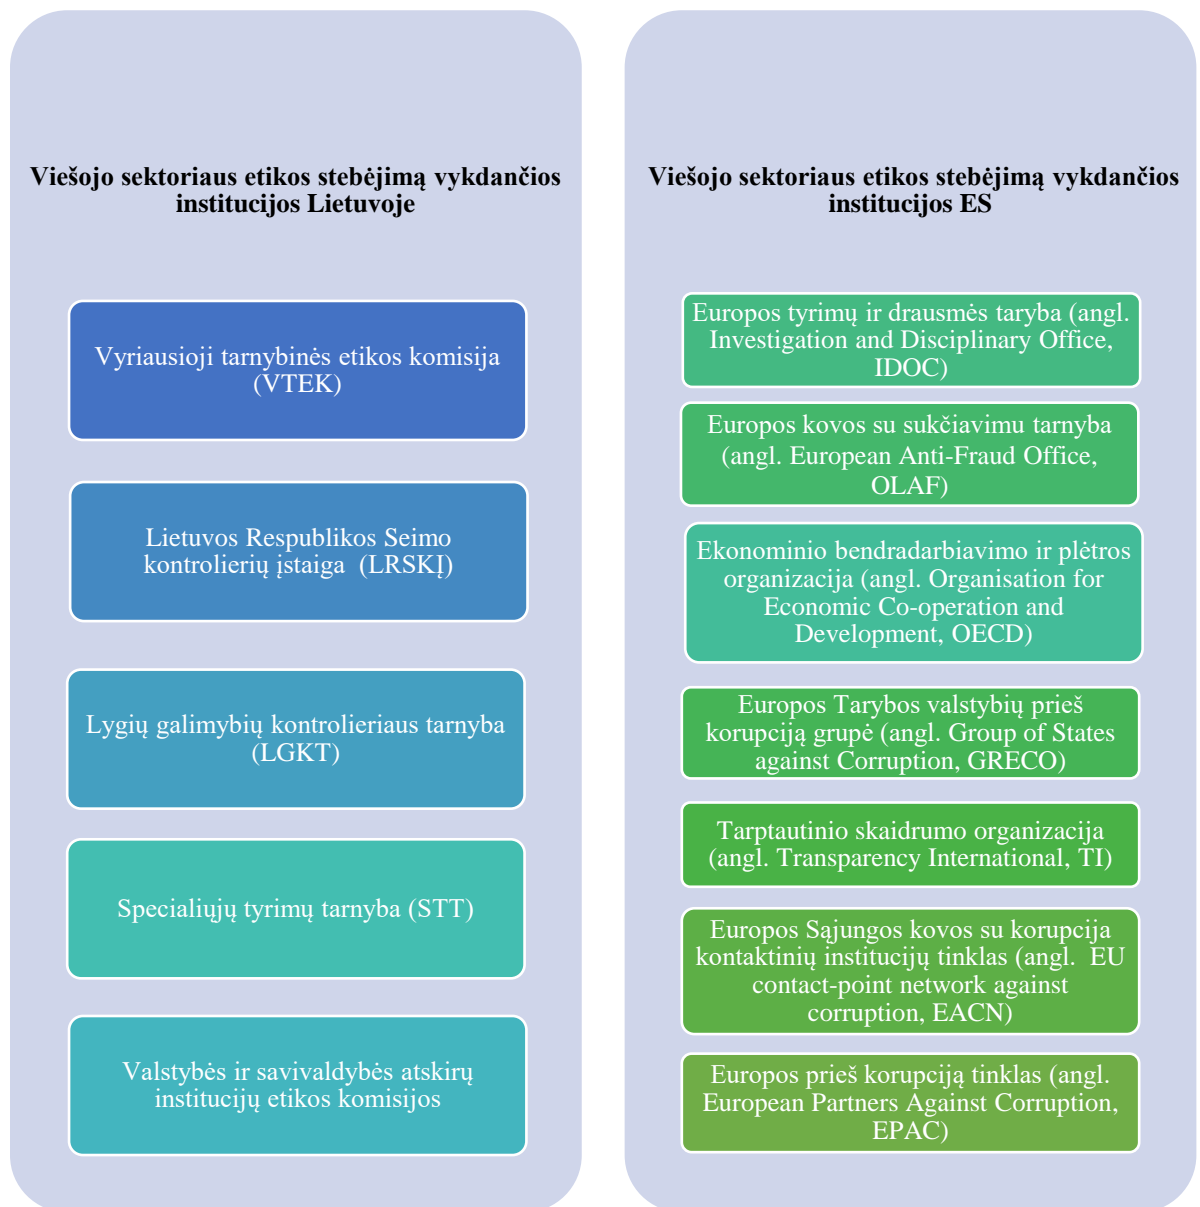 Viešojo sektoriaus etikos stebėjimą vykdančios
institucijos Lietuvoje
Vyriausioji tarnybinės etikos komisija
(VTEK)
Lietuvos Respublikos Seimo
kontrolierių įstaiga  (LRSKĮ)
Lygių galimybių kontrolieriaus tarnyba
(LGKT)
Specialiųjų tyrimų tarnyba (STT)
Valstybės ir savivaldybės atskirų
institucijų etikos komisijos
Viešojo sektoriaus etikos stebėjimą vykdančios
institucijos ES
Europos tyrimų ir drausmės taryba (angl.
Investigation and Disciplinary Office,
IDOC)
Europos kovos su sukčiavimu tarnyba
(angl. European Anti-Fraud Office,
OLAF)
Ekonominio bendradarbiavimo ir plėtros
organizacija (angl. Organisation for
Economic Co-operation and
Development, OECD)
Europos Tarybos valstybių prieš
korupciją grupė (angl. Group of States
against Corruption, GRECO)
Tarptautinio skaidrumo organizacija
(angl. Transparency International, TI)
Europos Sąjungos kovos su korupcija
kontaktinių institucijų tinklas (angl.  EU
contact-point network against
corruption, EACN)
Europos prieš korupciją tinklas (angl.
European Partners Against Corruption,
EPAC)